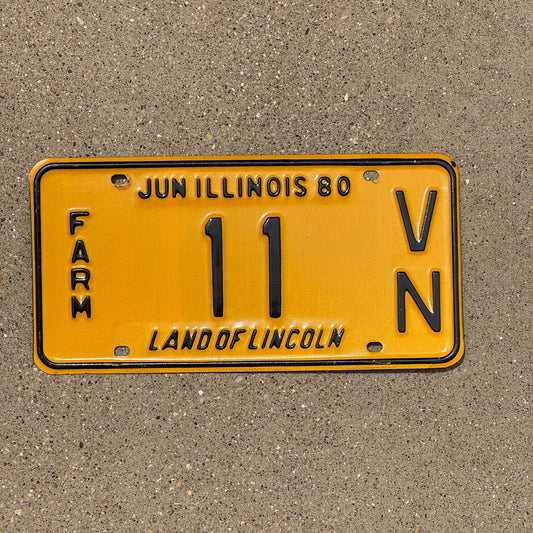 JUN ILLINOIS 80
FARM
11
VN
LAND OF LINCOLN